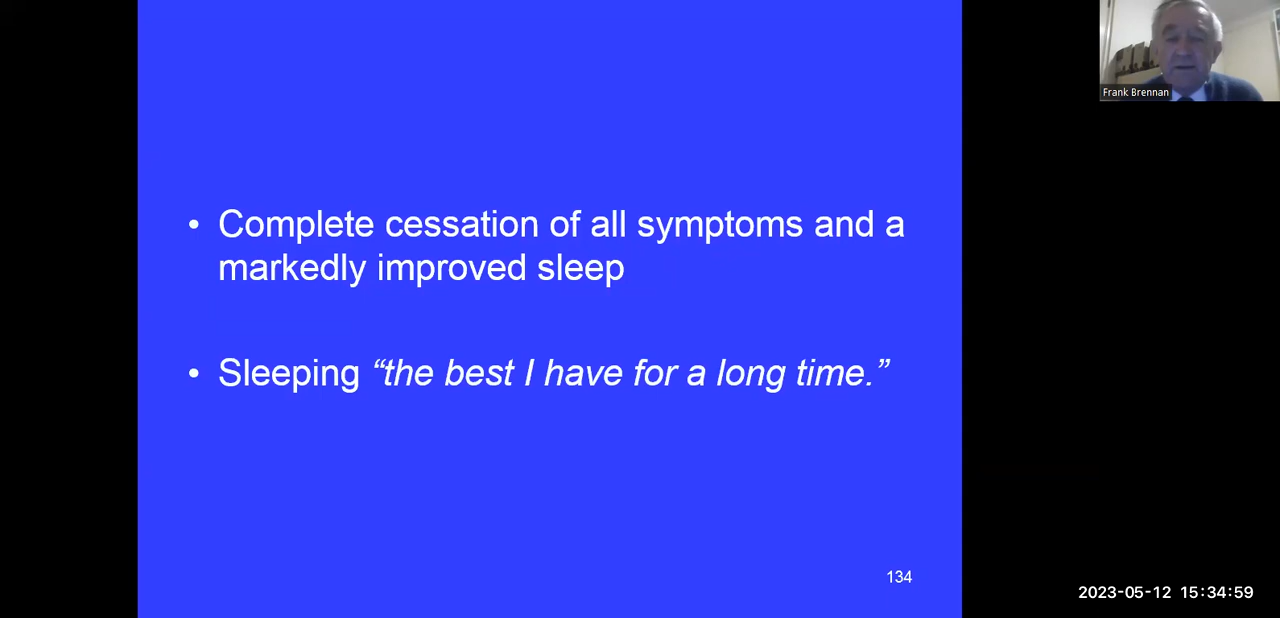 Frank Brennan
• Complete cessation of all symptoms and a
markedly improved sleep
• Sleeping “the best I have for a long time.”
134
2023-05-12 15:34:59